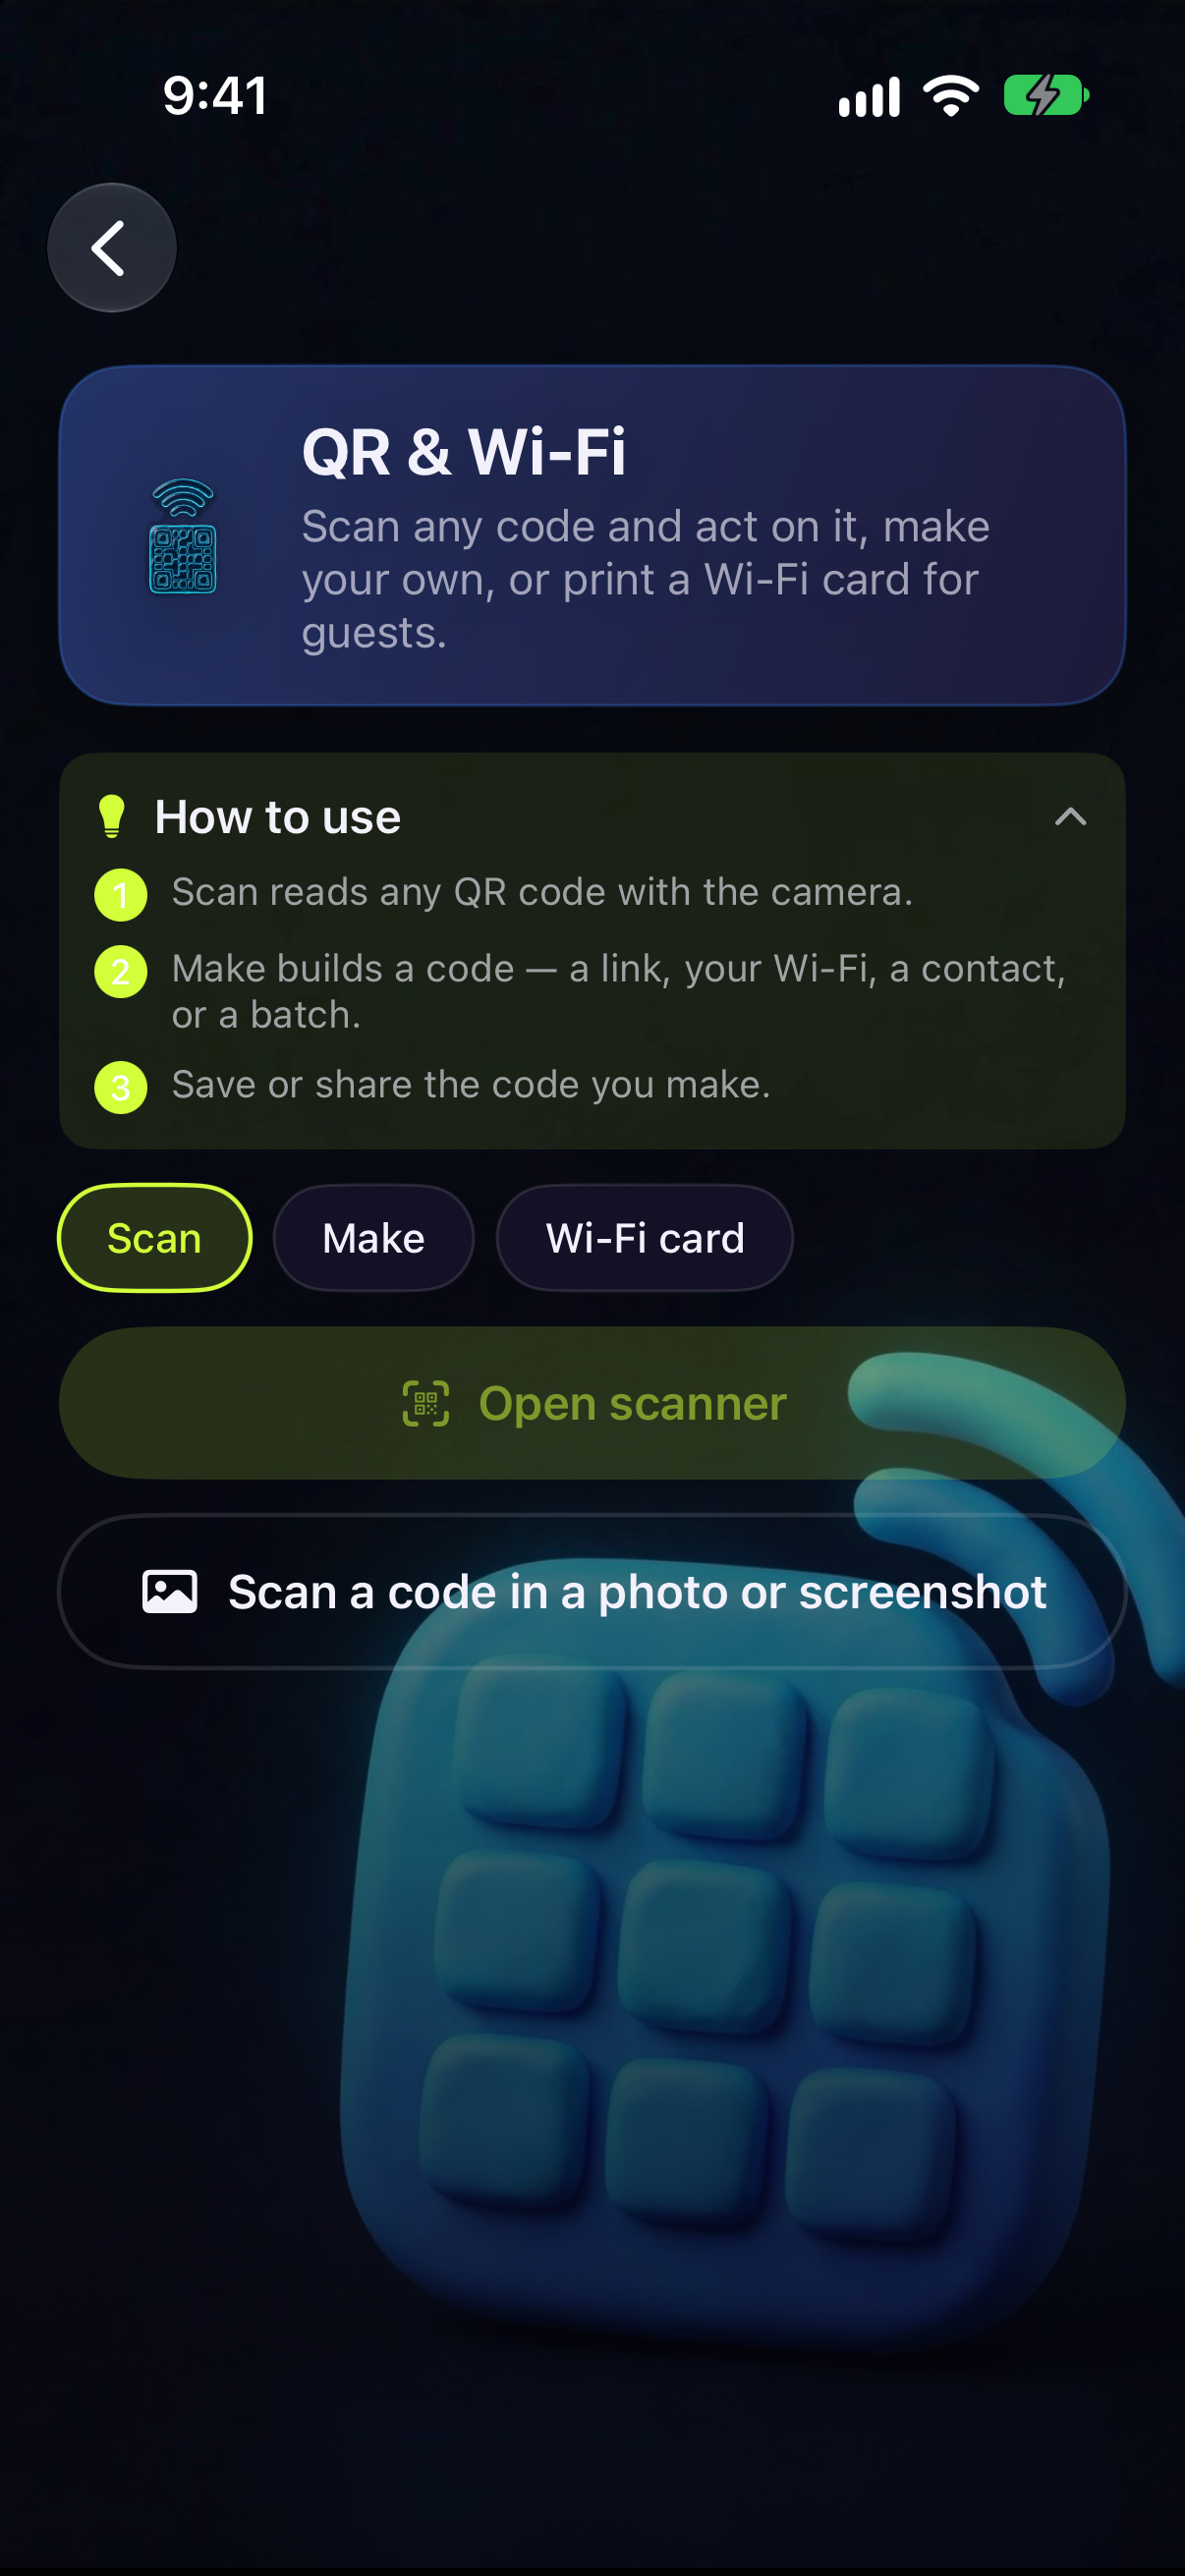 9:41
QR & Wi-Fi
Scan any code and act on it, make
your own, or print a Wi-Fi card for
guests.
How to use
1 Scan reads any QR code with the camera.
2 Make builds a code — a link, your Wi-Fi, a contact,
or a batch.
3 Save or share the code you make.
Scan Make Wi-Fi card
Open scanner
Scan a code in a photo or screenshot